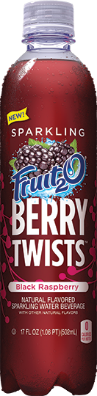 NEW!
SPARKLING
Fruit2O
BERRY
TWISTS
Black Raspberry
NATURAL FLAVORED
SPARKLING WATER BEVERAGE
WITH OTHER NATURAL FLAVORS
17 FL OZ (1.06 PT) (502mL)
0